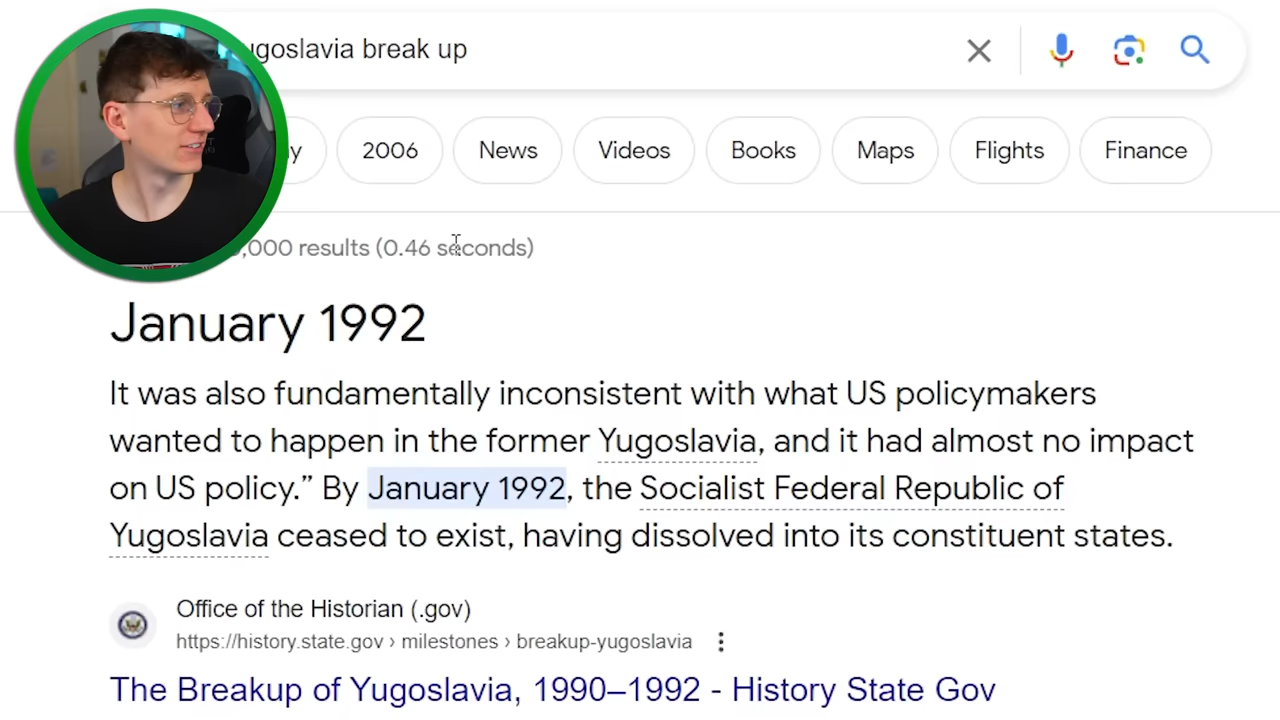 ugoslavia break up
2006 News Videos Books Maps Flights Finance
,000 results (0.46 seconds)
January 1992
It was also fundamentally inconsistent with what US policymakers
wanted to happen in the former Yugoslavia, and it had almost no impact
on US policy.” By January 1992, the Socialist Federal Republic of
Yugoslavia ceased to exist, having dissolved into its constituent states.
Office of the Historian (.gov)
https://history.state.gov › milestones › breakup-yugoslavia
The Breakup of Yugoslavia, 1990–1992 - History State Gov